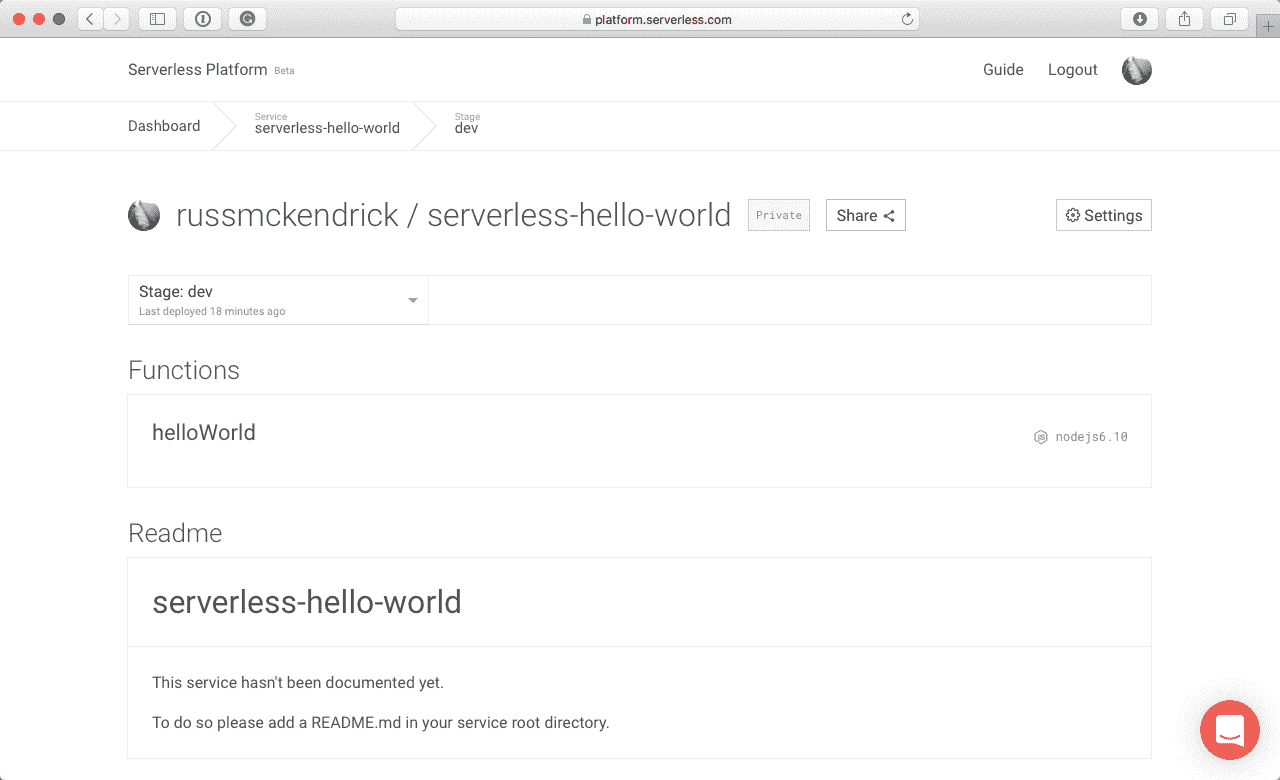 platform.serverless.com
Serverless Platform Beta
Guide Logout
Dashboard
Service
serverless-hello-world
Stage
dev
russmckendrick / serverless-hello-world
Private
Share
Settings
Stage: dev
Last deployed 18 minutes ago
Functions
helloWorld
nodejs6.10
Readme
serverless-hello-world
This service hasn't been documented yet.
To do so please add a README.md in your service root directory.